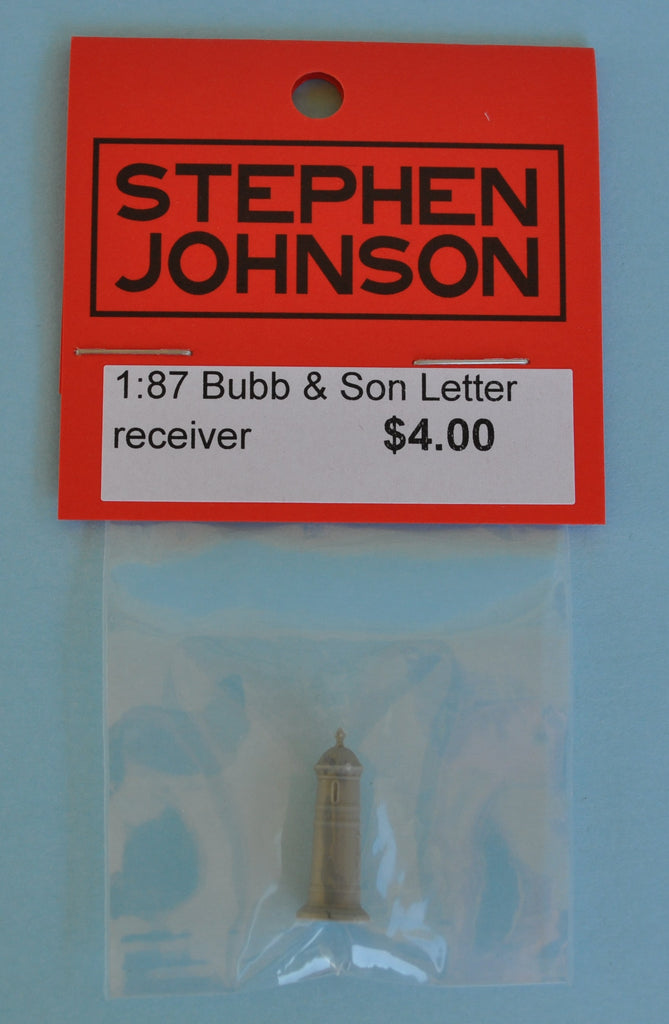 STEPHEN
JOHNSON
1:87 Bubb & Son Letter
receiver $4.00